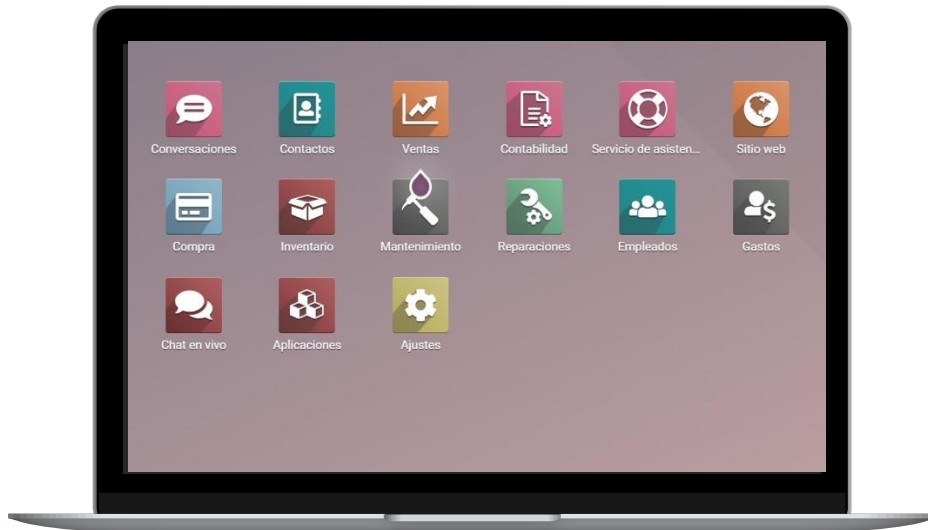 Conversaciones
Contactos
Ventas
Contabilidad
Servicio de asisten...
Sitio web
Compra
Inventario
Mantenimiento
Reparaciones
Empleados
Gastos
Chat en vivo
Aplicaciones
Ajustes